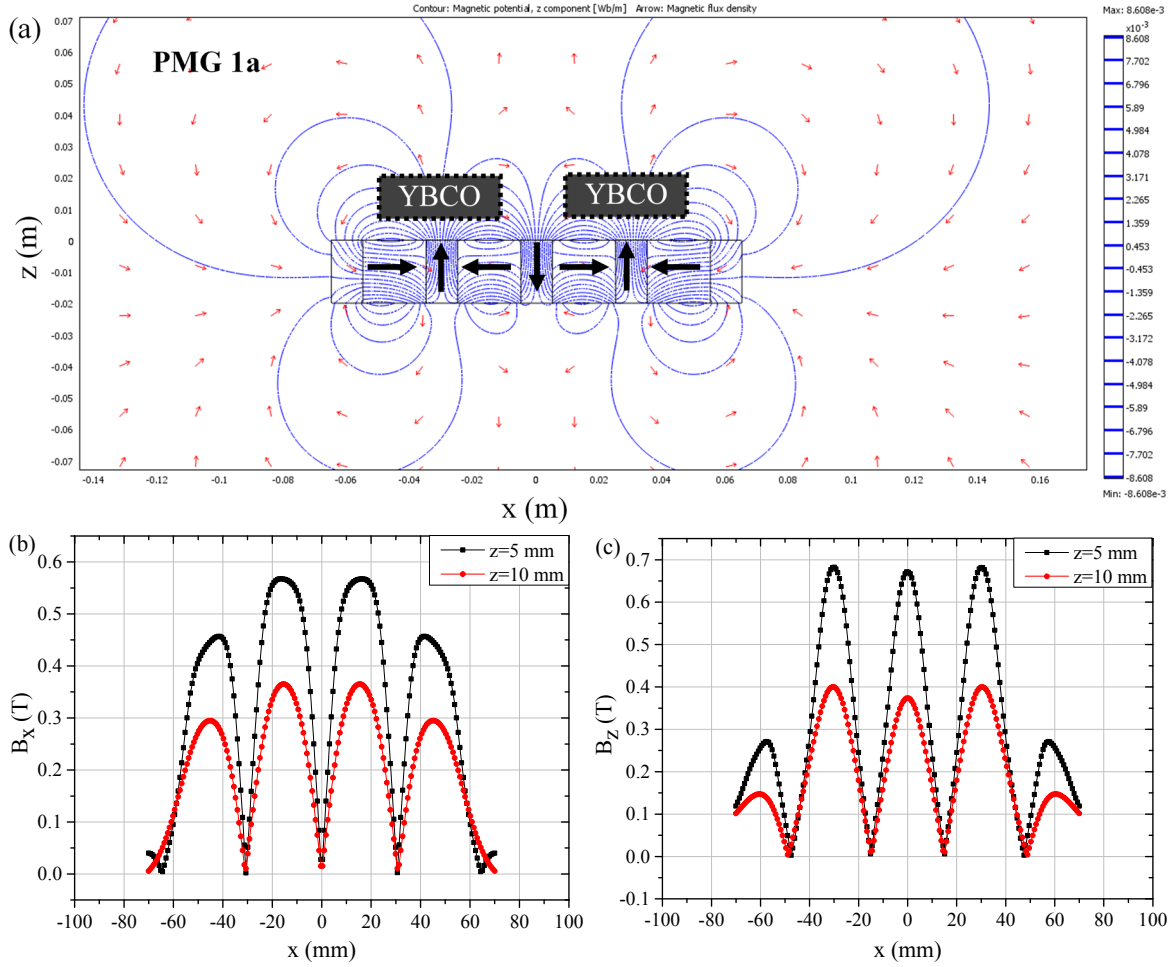 Contour: Magnetic potential, z component [Wb/m] Arrow: Magnetic flux density
Max: 8.608e-3
(a)
PMG 1a
YBCO YBCO
z (m)
0.07
0.06
0.05
0.04
0.03
0.02
0.01
0
-0.01
-0.02
-0.03
-0.04
-0.05
-0.06
-0.07
-0.14 -0.12 -0.1 -0.08 -0.06 -0.04 -0.02 0 0.02 0.04 0.06 0.08 0.1 0.12 0.14 0.16
x (m)
×10⁻³
8.608
7.702
6.796
5.89
4.984
4.078
3.171
2.265
1.359
0.453
-0.453
-1.359
-2.265
-3.172
-4.078
-4.984
-5.89
-6.796
-7.702
-8.608
Min: -8.608e-3
(b)
z=5 mm
z=10 mm
Bx (T)
0.6
0.5
0.4
0.3
0.2
0.1
0.0
-100 -80 -60 -40 -20 0 20 40 60 80 100
x (mm)
(c)
z=5 mm
z=10 mm
Bz (T)
0.7
0.6
0.5
0.4
0.3
0.2
0.1
0.0
-0.1
-100 -80 -60 -40 -20 0 20 40 60 80 100
x (mm)